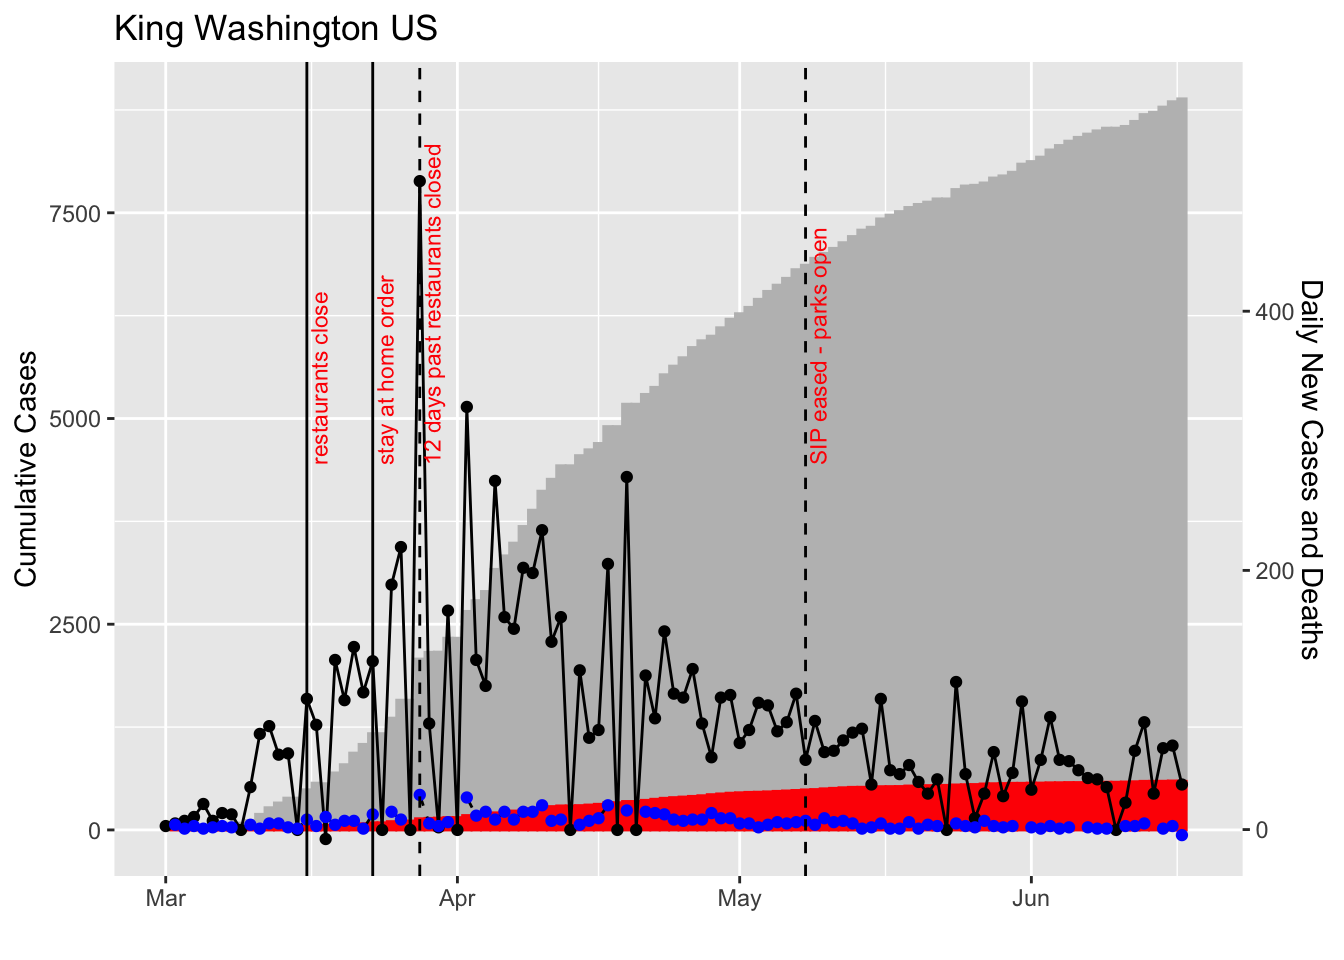 King Washington US
Cumulative Cases
7500
5000
2500
0
restaurants close
stay at home order
12 days past restaurants closed
SIP eased - parks open
400
200
0
Daily New Cases and Deaths
Mar
Apr
May
Jun